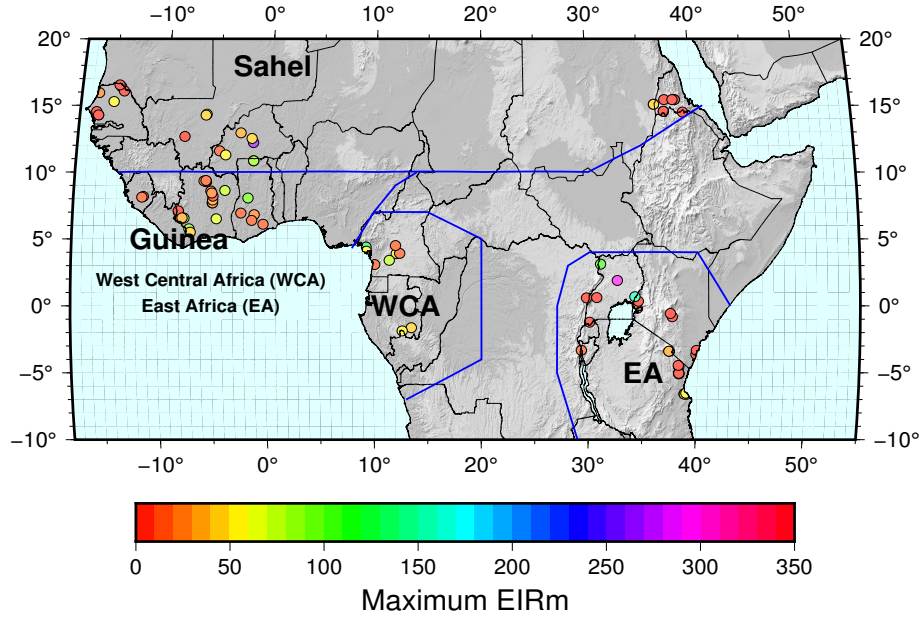 −10° 0° 10° 20° 30° 40° 50°
20° 20°
Sahel
15° 15°
10° 10°
5° 5°
Guinea
West Central Africa (WCA)
East Africa (EA)
WCA
0° 0°
EA
−5° −5°
−10° −10°
−10° 0° 10° 20° 30° 40° 50°
0 50 100 150 200 250 300 350
Maximum EIRm